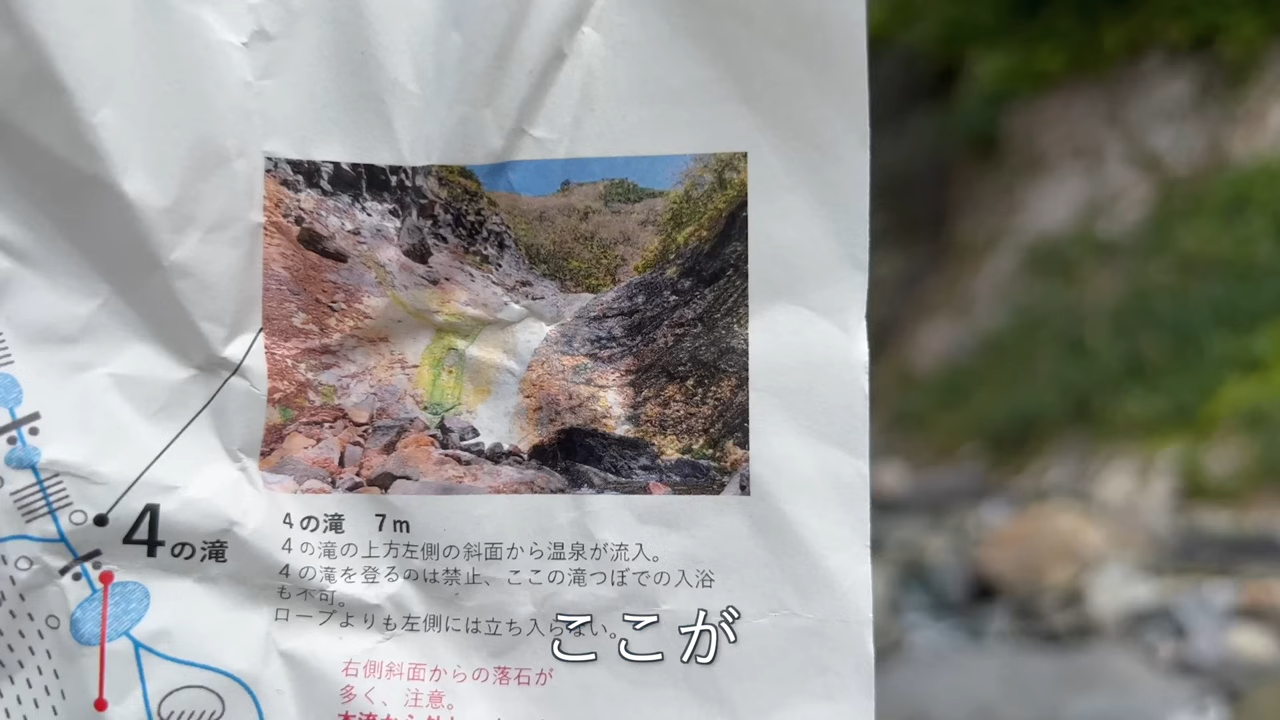 4の滝
4の滝 7m
4の滝の上方左側の斜面から温泉が流入。
4の滝を登るのは禁止、ここの滝つぼでの入浴
も不可。
ロープよりも左側には立ち入らない。
ここが
右側斜面からの落石が
多く、注意。